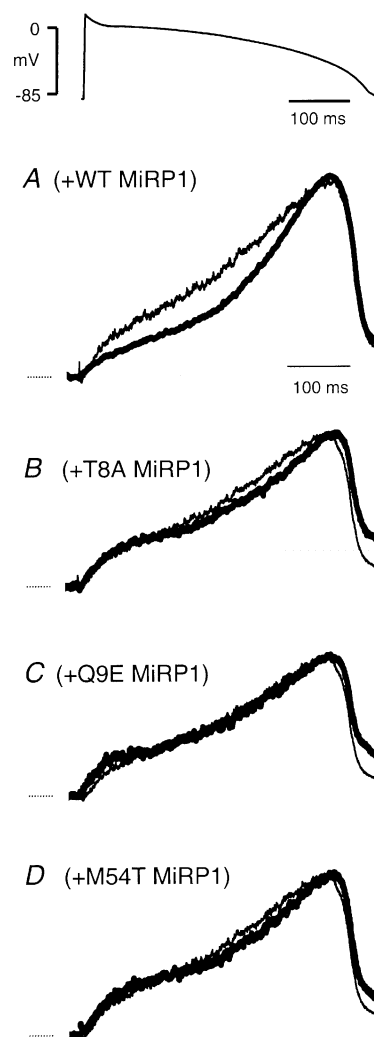 0
mV
-85
100 ms
A (+WT MiRP1)
100 ms
B (+T8A MiRP1)
C (+Q9E MiRP1)
D (+M54T MiRP1)